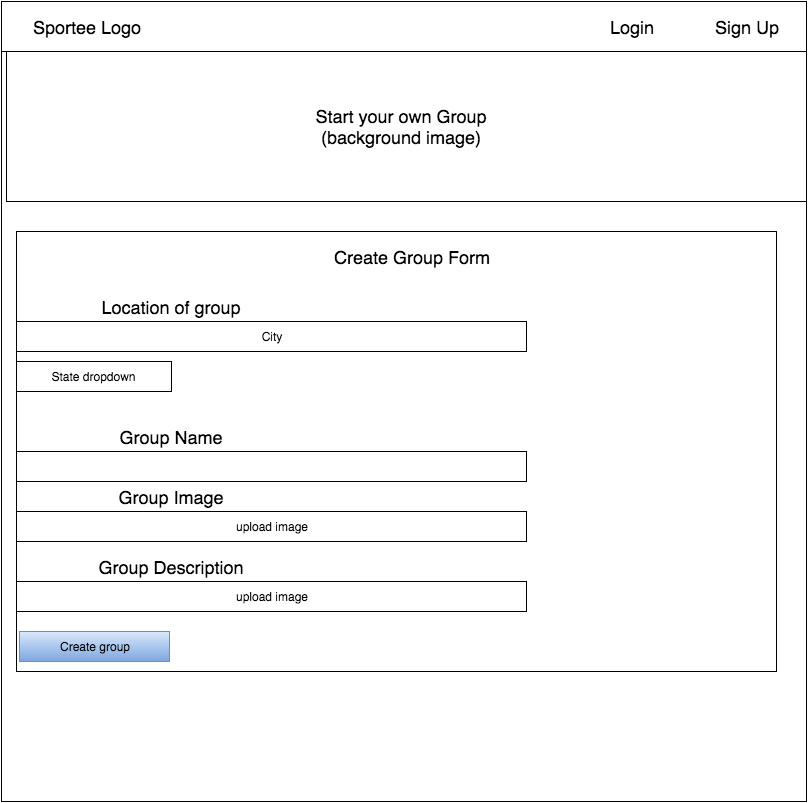 Sportee Logo
Login
Sign Up
Start your own Group
(background image)
Create Group Form
Location of group
City
State dropdown
Group Name
Group Image
upload image
Group Description
upload image
Create group